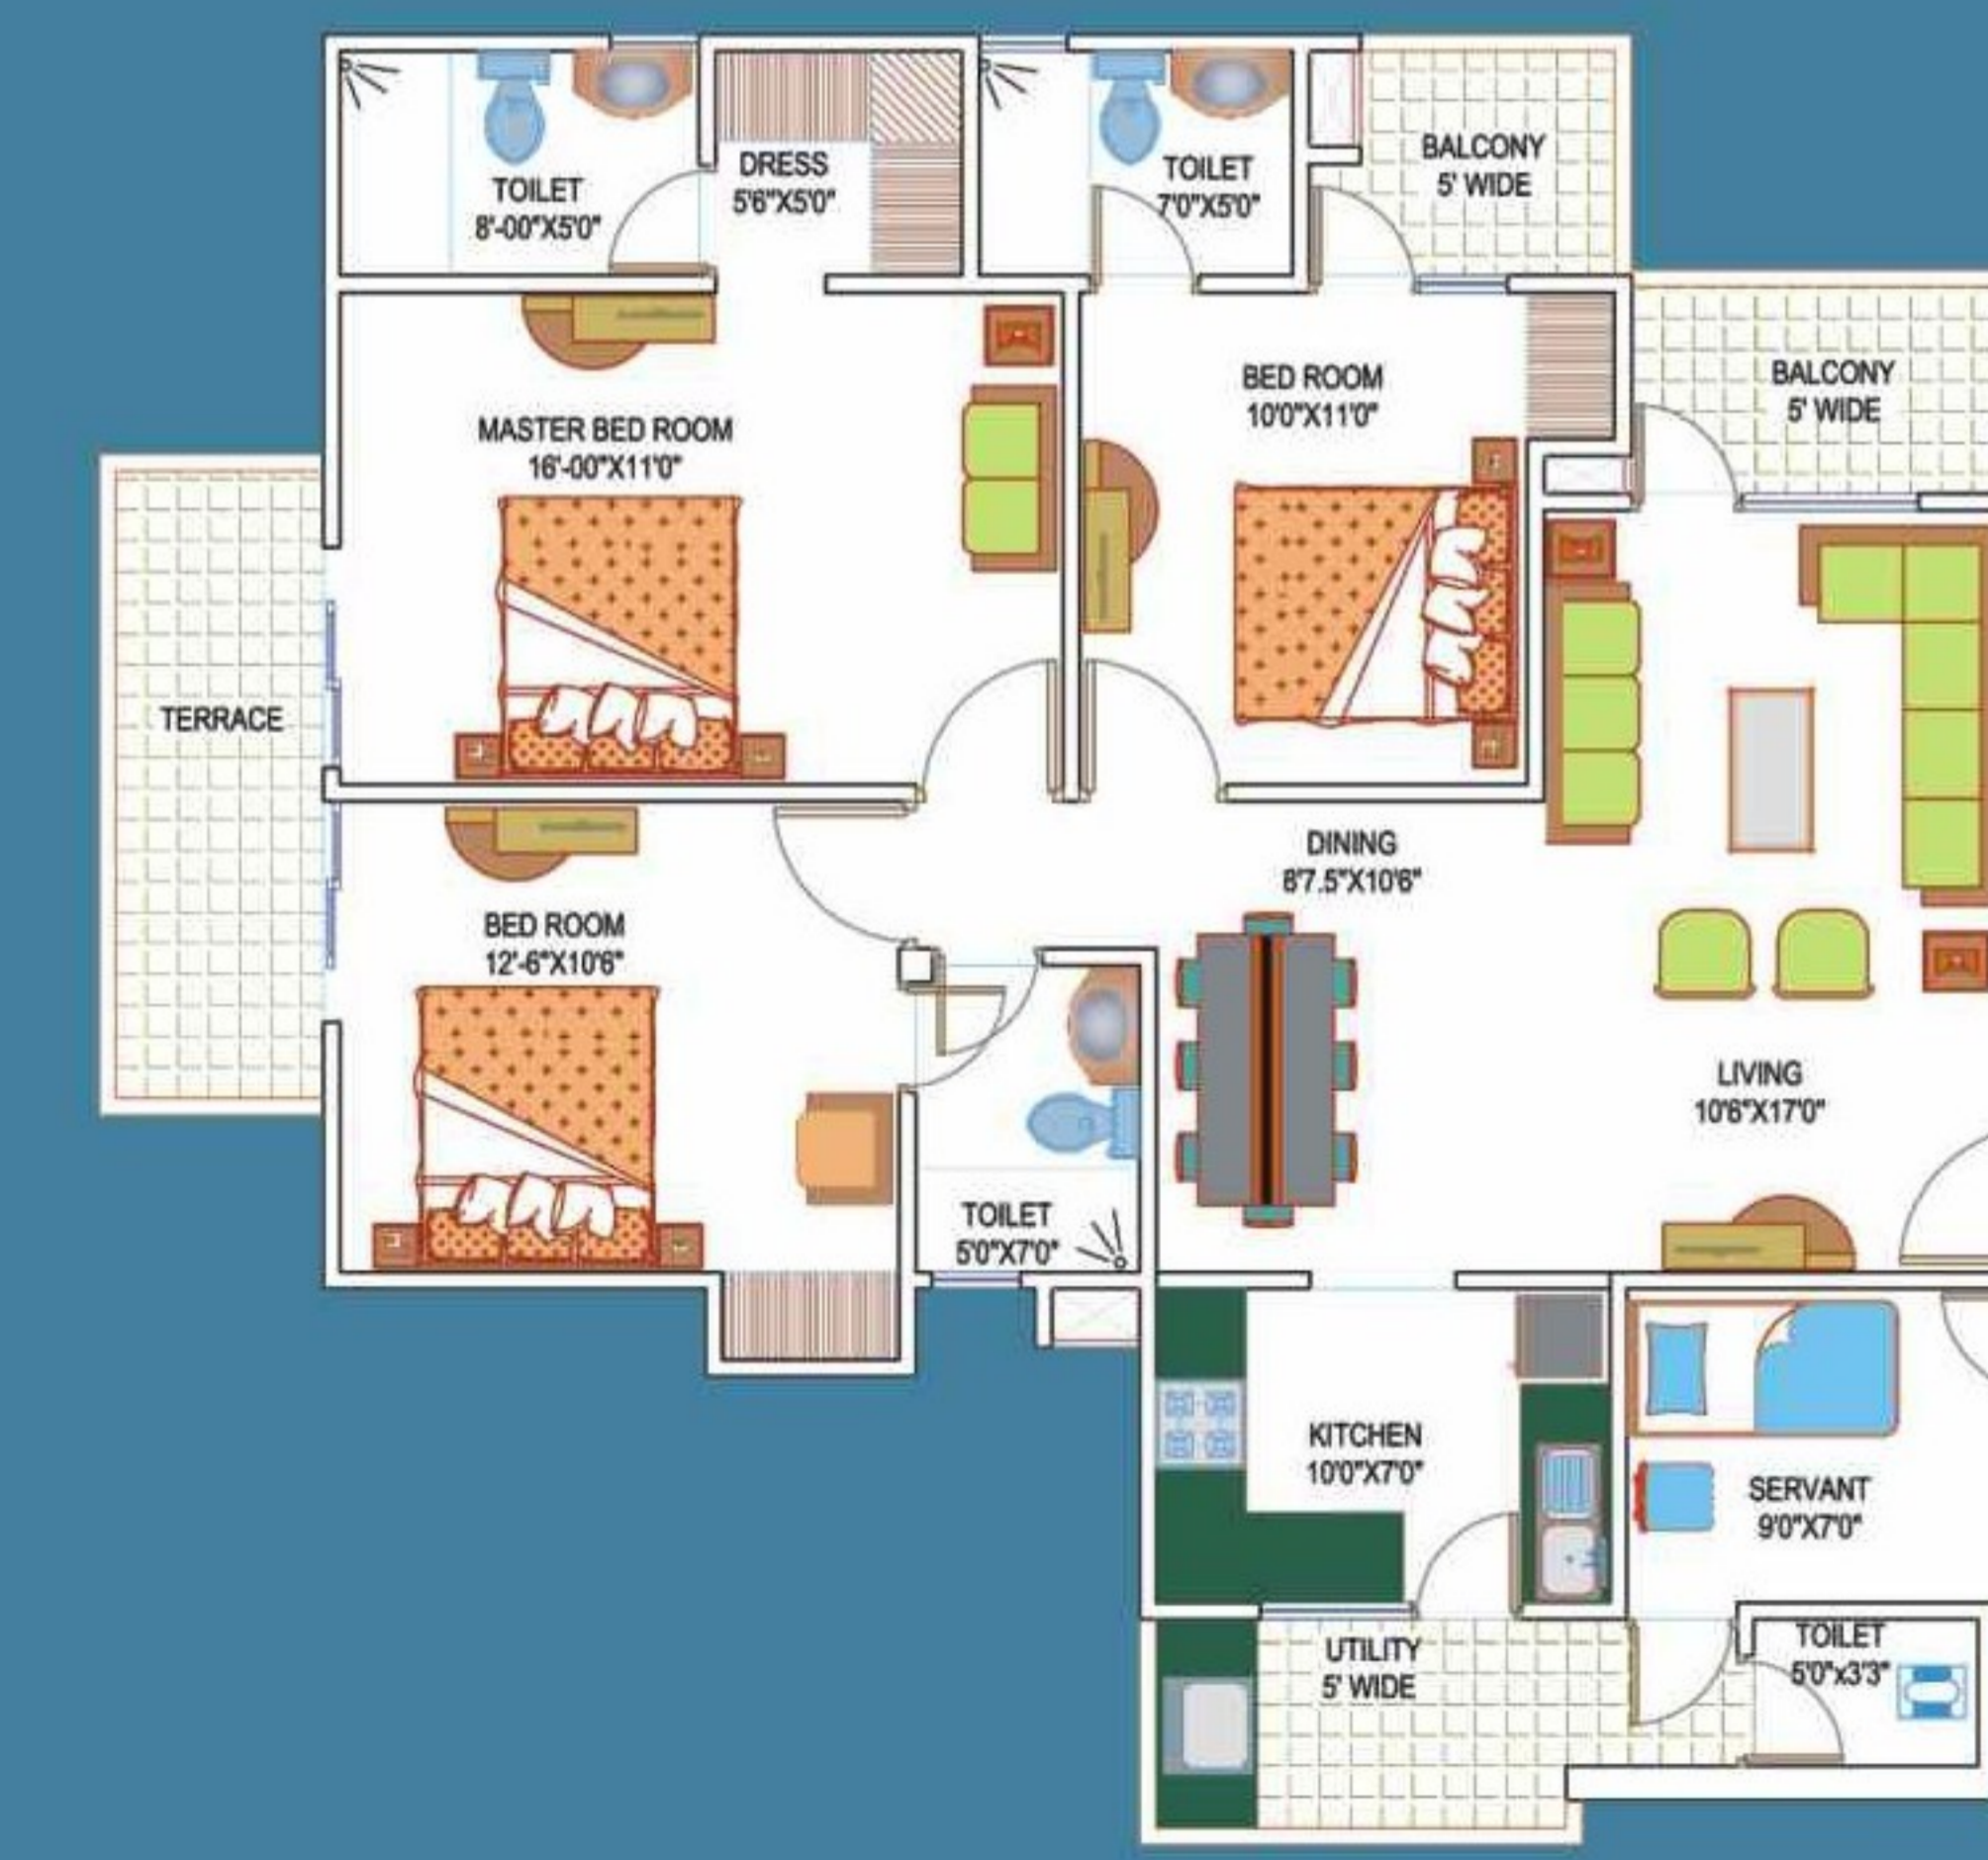 TOILET
8'-00"X5'0"
DRESS
5'6"X5'0"
TOILET
7'0"X5'0"
BALCONY
5' WIDE
MASTER BED ROOM
16'-00"X11'0"
BED ROOM
10'0"X11'0"
BALCONY
5' WIDE
TERRACE
DINING
8'7.5"X10'6"
BED ROOM
12'-6"X10'6"
LIVING
10'6"X17'0"
TOILET
5'0"X7'0"
KITCHEN
10'0"X7'0"
SERVANT
9'0"X7'0"
UTILITY
5' WIDE
TOILET
5'0"x3'3"